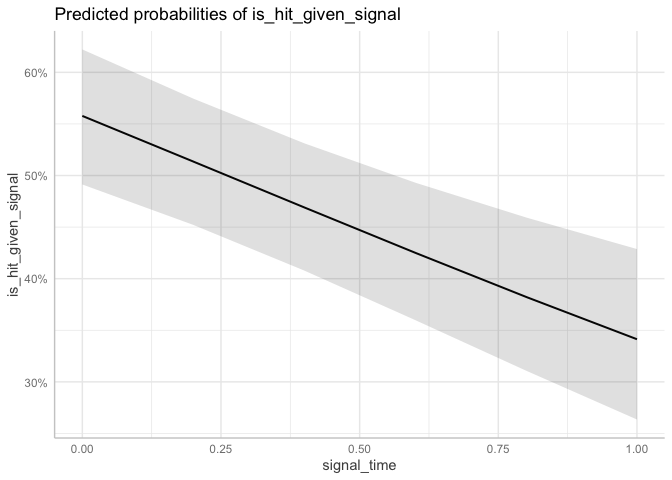 Predicted probabilities of is_hit_given_signal
60%
50%
40%
30%
is_hit_given_signal
0.00 0.25 0.50 0.75 1.00
signal_time